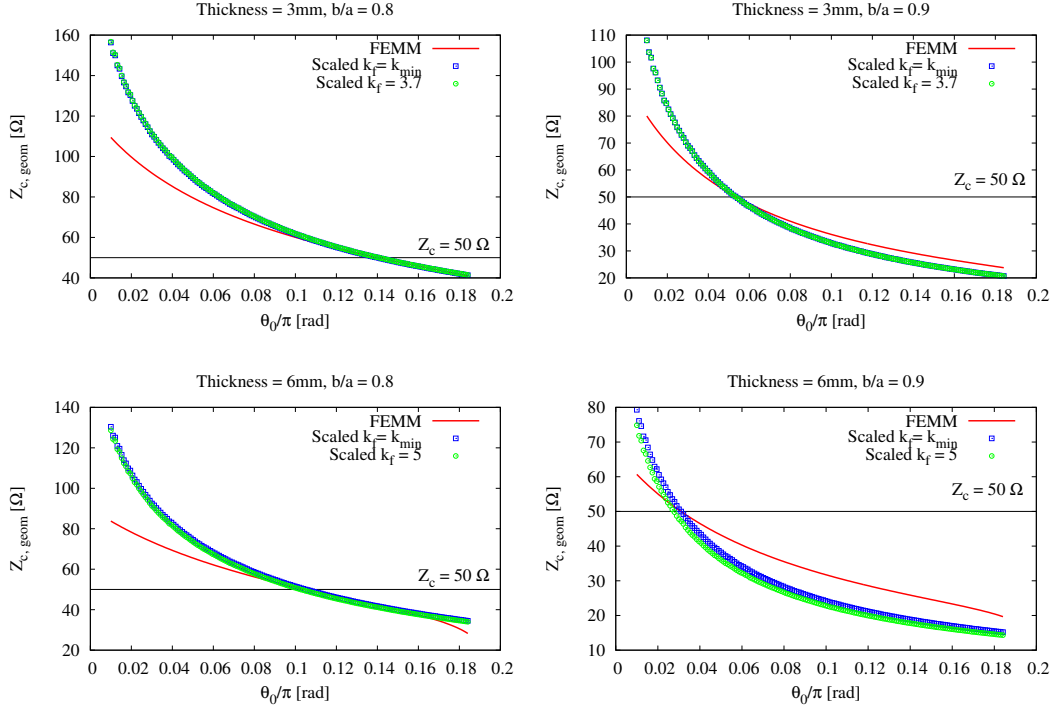 Thickness = 3mm, b/a = 0.8
Z_c, geom [Ω]
160
140
120
100
80
60
40
FEMM
Scaled k_f = k_min
Scaled k_f = 3.7
Z_c = 50 Ω
0 0.02 0.04 0.06 0.08 0.10 0.12 0.14 0.16 0.18 0.2
θ_0/π [rad]
Thickness = 3mm, b/a = 0.9
Z_c, geom [Ω]
110
100
90
80
70
60
50
40
30
20
FEMM
Scaled k_f = k_min
Scaled k_f = 3.7
Z_c = 50 Ω
0 0.02 0.04 0.06 0.08 0.10 0.12 0.14 0.16 0.18 0.2
θ_0/π [rad]
Thickness = 6mm, b/a = 0.8
Z_c, geom [Ω]
140
120
100
80
60
40
20
FEMM
Scaled k_f = k_min
Scaled k_f = 5
Z_c = 50 Ω
0 0.02 0.04 0.06 0.08 0.10 0.12 0.14 0.16 0.18 0.2
θ_0/π [rad]
Thickness = 6mm, b/a = 0.9
Z_c, geom [Ω]
80
70
60
50
40
30
20
10
FEMM
Scaled k_f = k_min
Scaled k_f = 5
Z_c = 50 Ω
0 0.02 0.04 0.06 0.08 0.10 0.12 0.14 0.16 0.18 0.2
θ_0/π [rad]